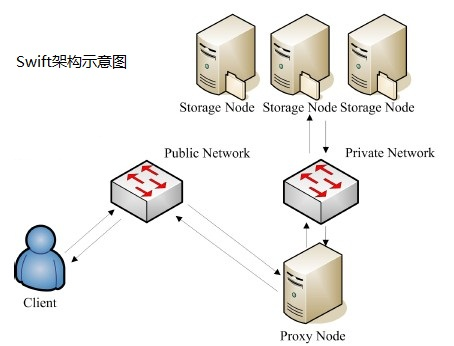 Swift架构示意图
Storage Node Storage Node Storage Node
Public Network
Private Network
Client
Proxy Node